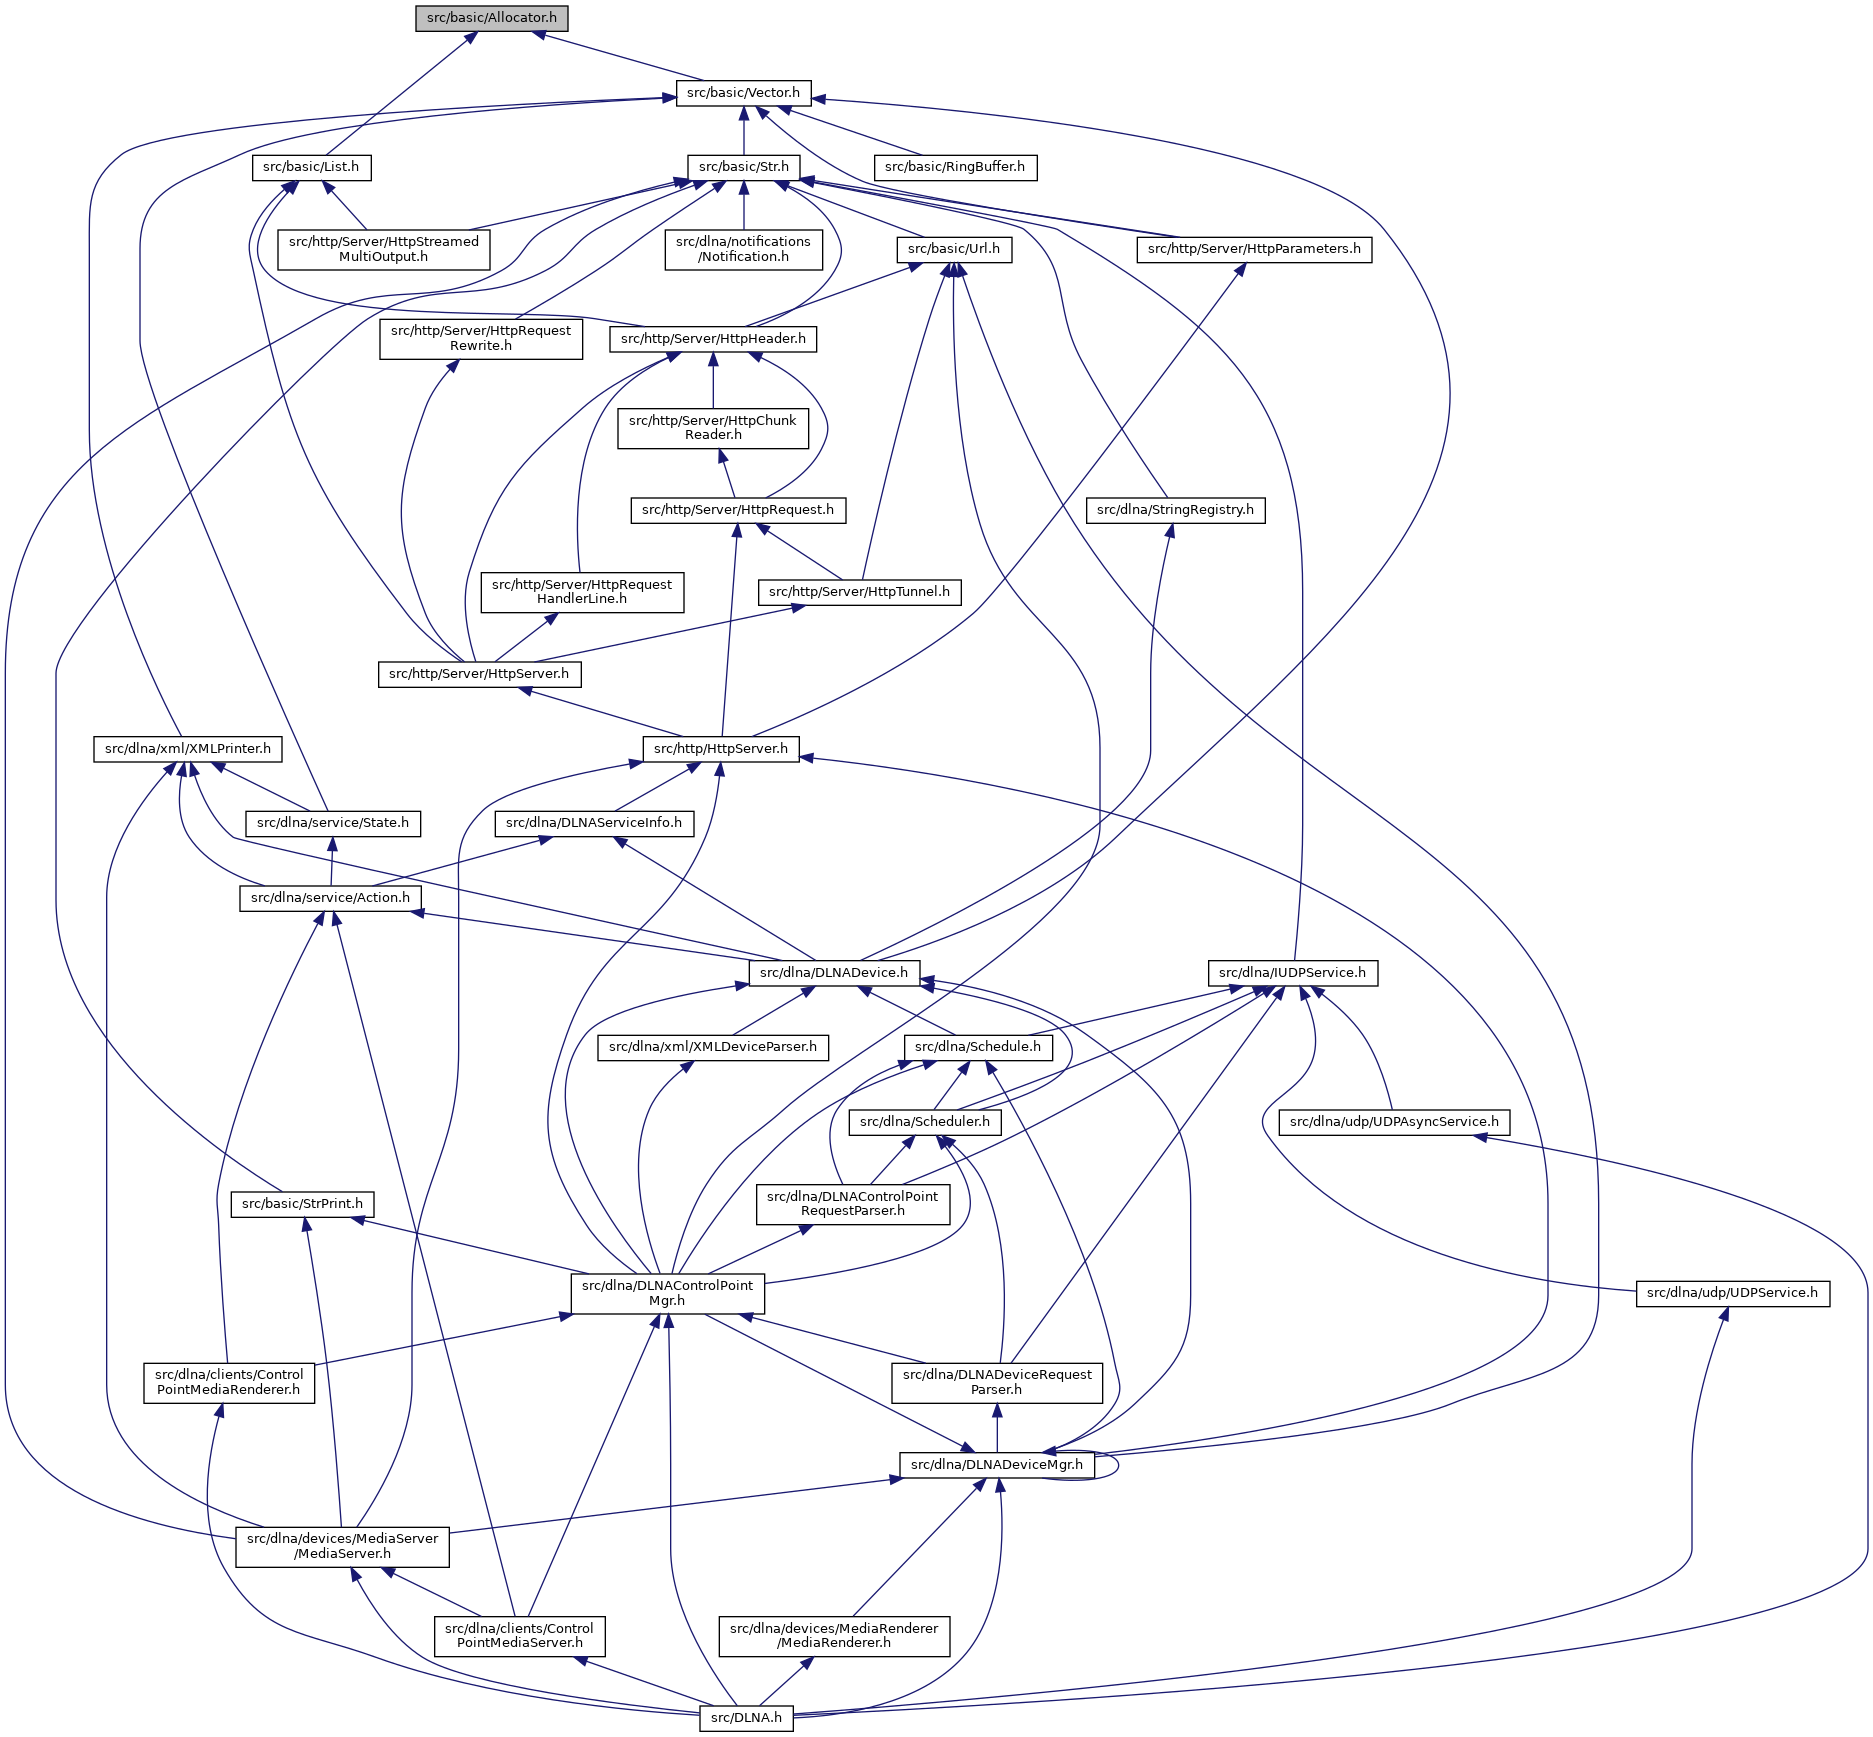 src/basic/Allocator.h
src/basic/Vector.h
src/basic/List.h
src/basic/Str.h
src/basic/RingBuffer.h
src/http/Server/HttpStreamed
MultiOutput.h
src/dlna/notifications
/Notification.h
src/basic/Url.h
src/http/Server/HttpParameters.h
src/http/Server/HttpRequest
Rewrite.h
src/http/Server/HttpHeader.h
src/http/Server/HttpChunk
Reader.h
src/http/Server/HttpRequest.h
src/dlna/StringRegistry.h
src/http/Server/HttpRequest
HandlerLine.h
src/http/Server/HttpTunnel.h
src/http/Server/HttpServer.h
src/dlna/xml/XMLPrinter.h
src/http/HttpServer.h
src/dlna/service/State.h
src/dlna/DLNAServiceInfo.h
src/dlna/service/Action.h
src/dlna/DLNADevice.h
src/dlna/IUDPService.h
src/dlna/xml/XMLDeviceParser.h
src/dlna/Schedule.h
src/dlna/Scheduler.h
src/dlna/udp/UDPAsyncService.h
src/basic/StrPrint.h
src/dlna/DLNAControlPoint
RequestParser.h
src/dlna/DLNAControlPoint
Mgr.h
src/dlna/udp/UDPService.h
src/dlna/clients/Control
PointMediaRenderer.h
src/dlna/DLNADeviceRequest
Parser.h
src/dlna/DLNADeviceMgr.h
src/dlna/devices/MediaServer
/MediaServer.h
src/dlna/clients/Control
PointMediaServer.h
src/dlna/devices/MediaRenderer
/MediaRenderer.h
src/DLNA.h